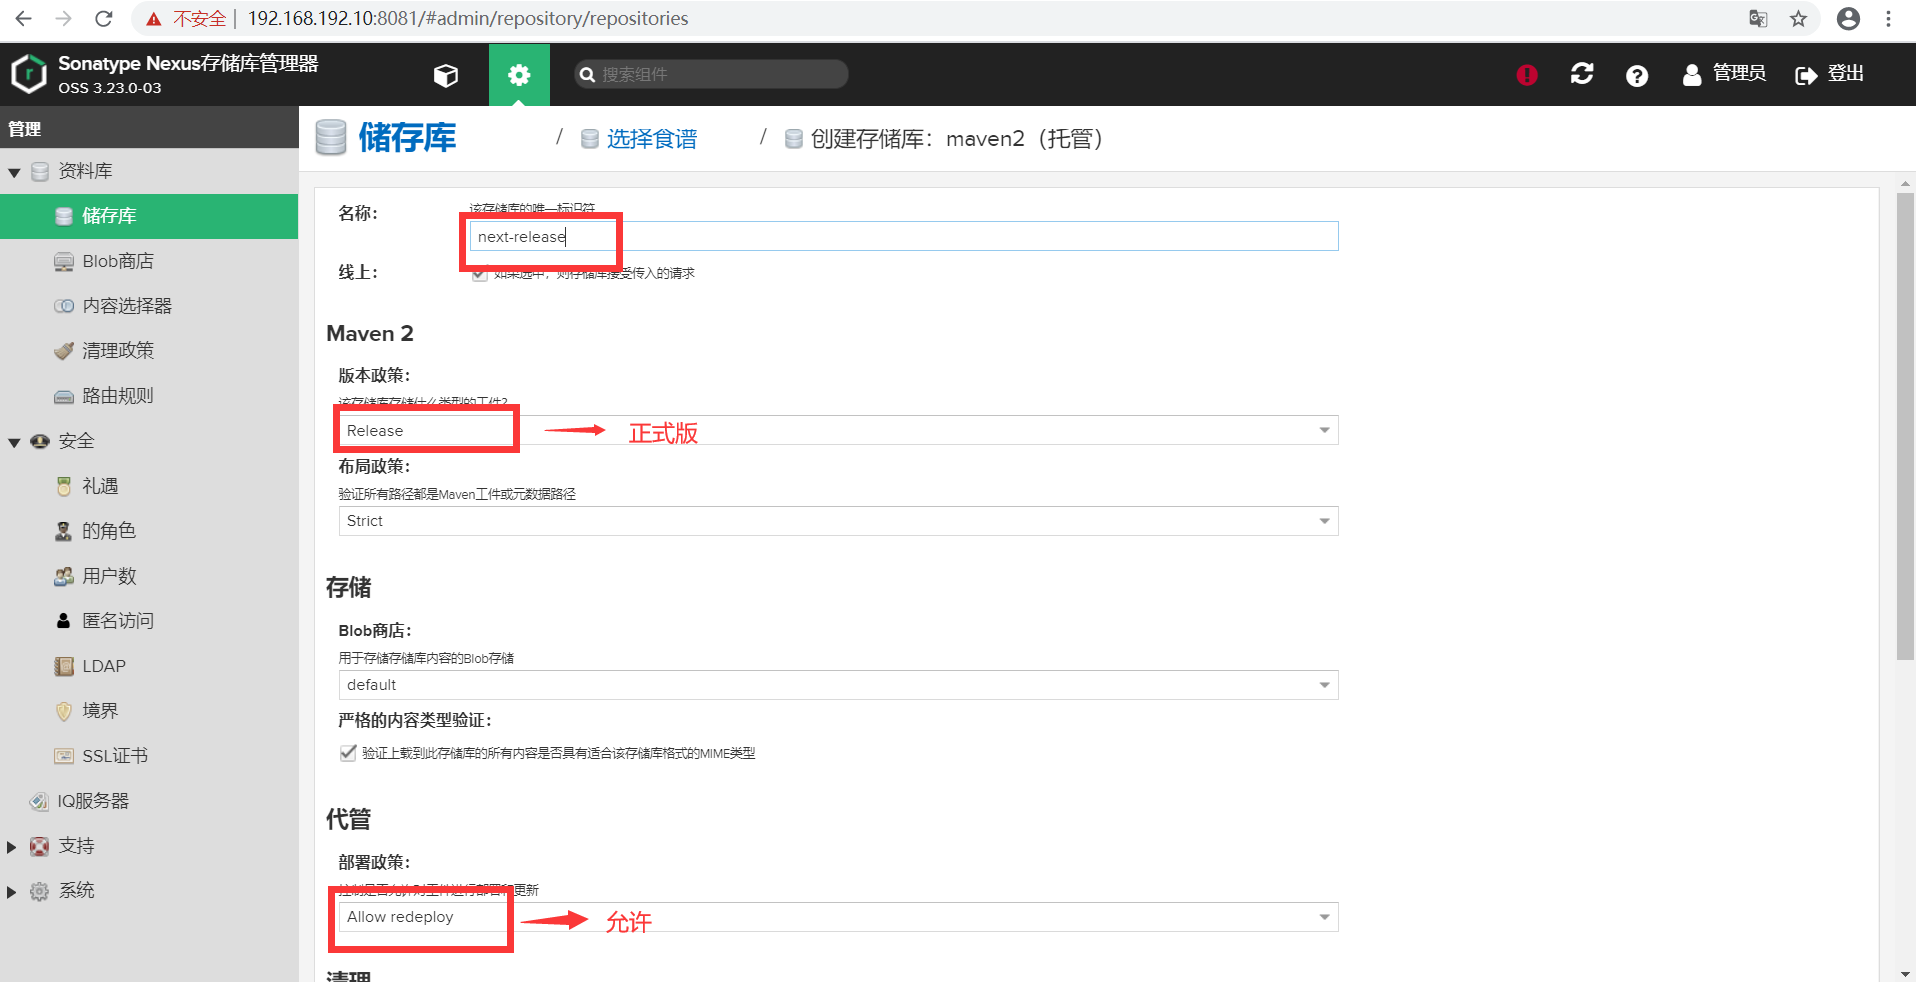 不安全 | 192.168.192.10:8081/#admin/repository/repositories
Sonatype Nexus存储库管理器
OSS 3.23.0-03
搜索组件
管理员
登出
管理
储存库 / 选择食谱 / 创建存储库：maven2（托管）
资料库
储存库
Blob商店
内容选择器
清理政策
路由规则
安全
礼遇
的角色
用户数
匿名访问
LDAP
境界
SSL证书
IQ服务器
支持
系统
名称：
该存储库的唯一标识符
next-release
线上：
如果选中，则存储库接受传入的请求
Maven 2
版本政策：
该存储库存储什么类型的工件？
Release
正式版
布局政策：
验证所有路径都是Maven工件或元数据路径
Strict
存储
Blob商店：
用于存储存储库内容的Blob存储
default
严格的内容类型验证：
验证上载到此存储库的所有内容是否具有适合该存储库格式的MIME类型
代管
部署政策：
控制是否允许对工件进行部署和更新
Allow redeploy
允许
清理